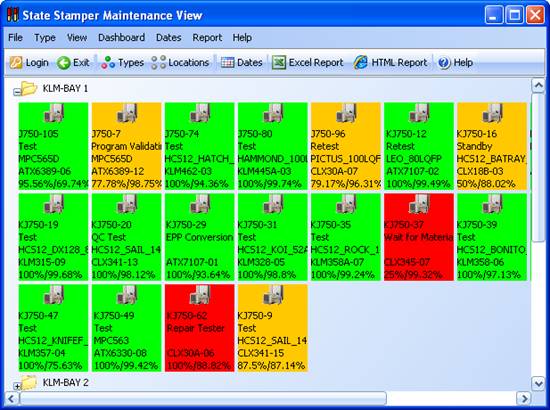 State Stamper Maintenance View
File Type View Dashboard Dates Report Help
Login Exit Types Locations Dates Excel Report HTML Report Help
KLM-BAY 1
J750-105 J750-7 J750-74 J750-80 J750-96 KJ750-12 KJ750-16
Test Program Validati Test Test Retest Retest Standby
MPC565D MPC565D HC512_HATCH_ HAMMOND_100L PICTUS_100LQF LEO_80LQFP HC512_BATRAY_
ATX6389-06 ATX6389-12 KLM462-03 KLM445A-03 CLX30A-07 ATX7107-02 CLX18B-03
95.56%/69.74% 77.78%/98.75% 100%/94.36% 100%/99.74% 79.17%/96.31% 100%/99.49% 50%/88.02%
KJ750-19 KJ750-20 KJ750-29 KJ750-31 KJ750-35 KJ750-37 KJ750-39
Test QC Test EPP Conversion Test Test Wait for Materia Test
HC512_DX128_ HC512_SAIL_14 HC512_KOI_52A HC512_ROCK_1 HC512_BONITO_
KLM315-09 CLX341-13 ATX7107-01 KLM328-05 KLM358A-07 CLX345-07 KLM358-06
100%/99.68% 100%/98.12% 100%/93.64% 100%/98.8% 100%/99.24% 25%/99.32% 100%/97.13%
KJ750-47 KJ750-49 KJ750-62 KJ750-9
Test Test Repair Tester Test
HC512_KNIFEF_ MPC563 HC512_SAIL_14
KLM357-04 ATX6330-08 CLX30A-06 CLX341-15
100%/75.63% 100%/99.42% 100%/88.82% 87.5%/87.14%
KLM-BAY 2